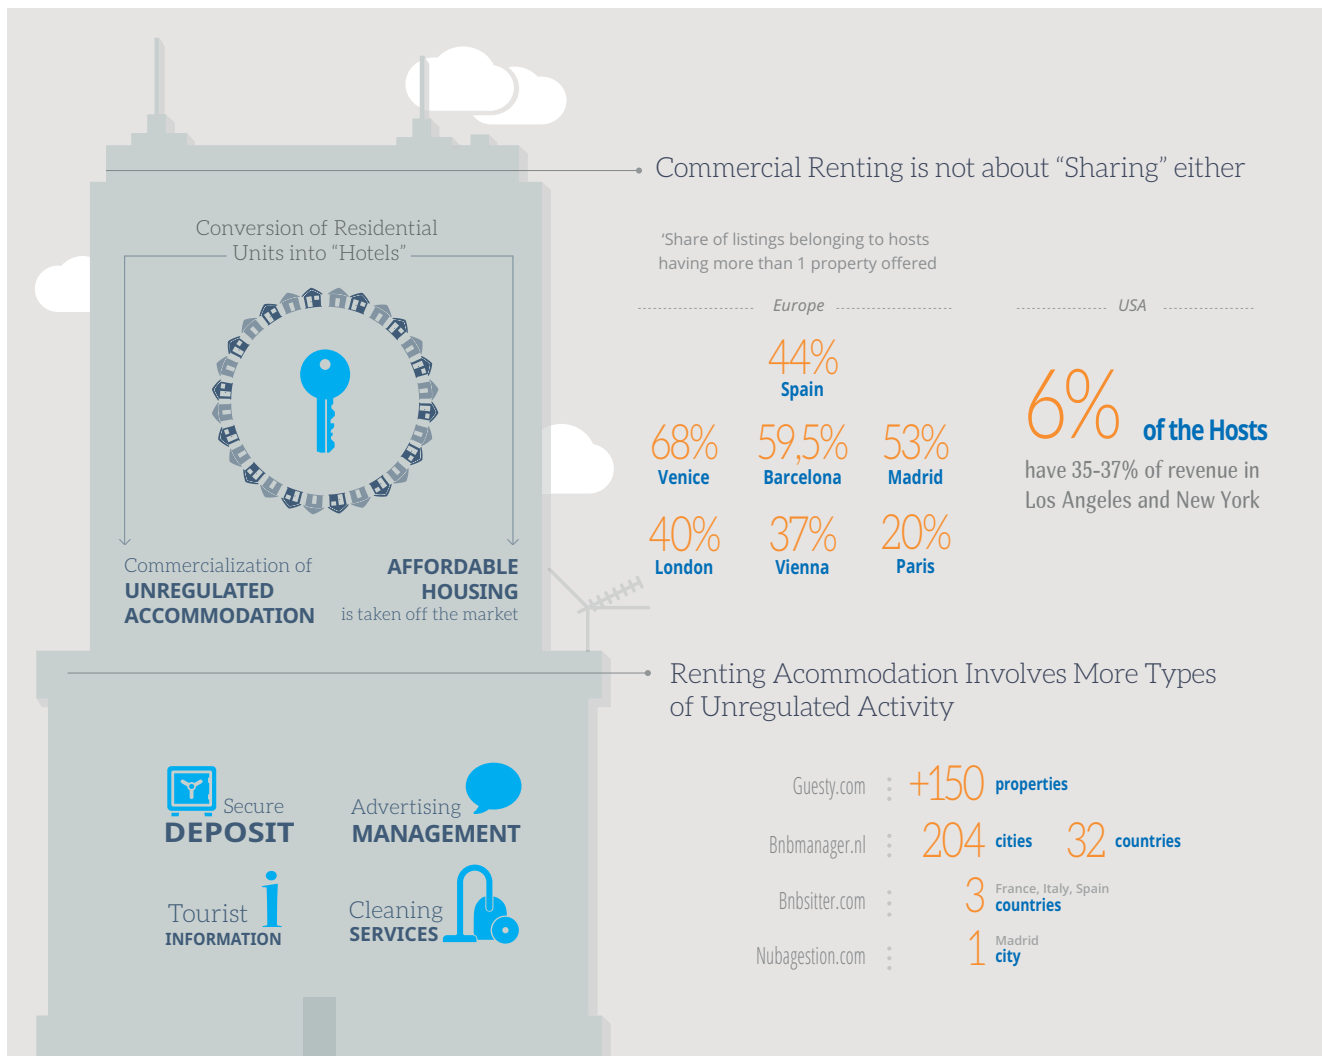 Commercial Renting is not about “Sharing” either
Conversion of Residential
Units into “Hotels”
Commercialization of
UNREGULATED
ACCOMMODATION
AFFORDABLE
HOUSING
is taken off the market
‘Share of listings belonging to hosts
having more than 1 property offered
Europe
44%
Spain
68%
Venice
59,5%
Barcelona
53%
Madrid
40%
London
37%
Vienna
20%
Paris
USA
6% of the Hosts
have 35-37% of revenue in
Los Angeles and New York
Renting Acommodation Involves More Types
of Unregulated Activity
Secure
DEPOSIT
Advertising
MANAGEMENT
Tourist
INFORMATION
Cleaning
SERVICES
Guesty.com +150 properties
Bnbmanager.nl 204 cities 32 countries
Bnbsitter.com 3 France, Italy, Spain
countries
Nubagestion.com 1 Madrid
city